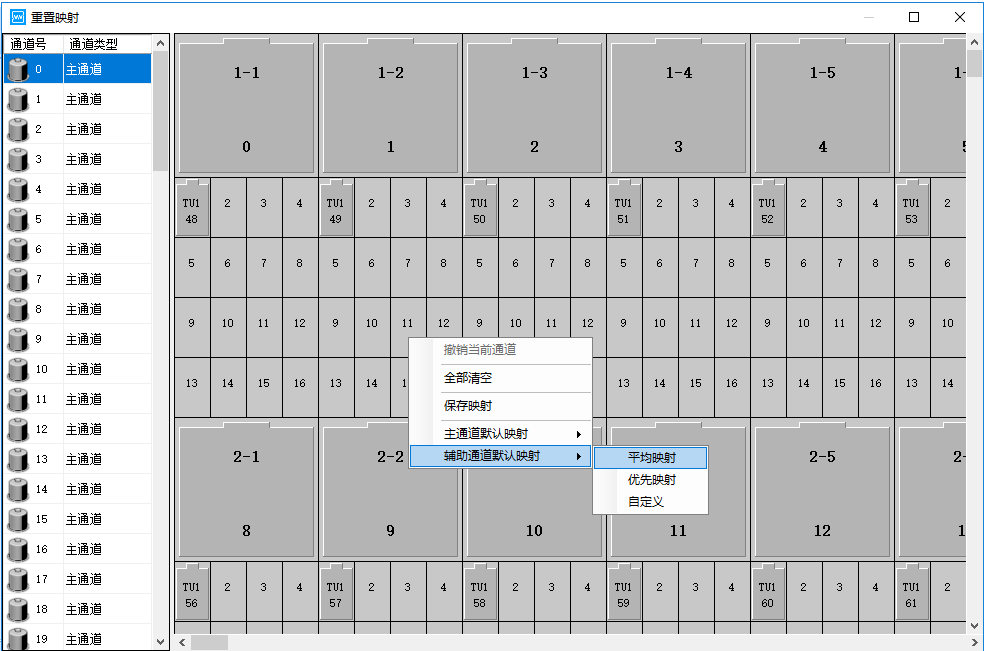 重置映射
通道号 通道类型
0 主通道
1 主通道
2 主通道
3 主通道
4 主通道
5 主通道
6 主通道
7 主通道
8 主通道
9 主通道
10 主通道
11 主通道
12 主通道
13 主通道
14 主通道
15 主通道
16 主通道
17 主通道
18 主通道
19 主通道
1-1 1-2 1-3 1-4 1-5 1-
0 1 2 3 4
TU1 2 3 4 TU1 2 3 4 TU1 2 3 4 TU1 2 3 4 TU1 2 3 4 TU1 2
48 49 50 51 52 53
5 6 7 8 5 6 7 8 5 6 7 8 5 6 7 8 5 6 7 8 5 6
9 10 11 12 9 10 11 12 9 10 11 12 9 10 11 12 9 10 11 12 9 10
13 14 15 16 13 14 1 13 14 15 16 13 14 15 16 13 14
2-1 2-2 2-5 2-
8 9 10 11 12 1
TU1 2 3 4 TU1 2 3 4 TU1 2 3 4 TU1 2 3 4 TU1 2 3 4 TU1 2
56 57 58 59 60 61
撤销当前通道
全部清空
保存映射
主通道默认映射
辅助通道默认映射
平均映射
优先映射
自定义